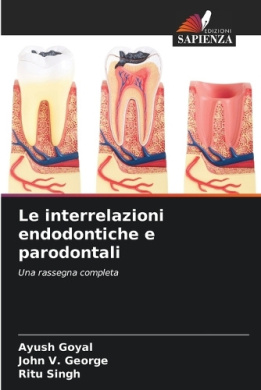 EDIZIONI
SAPIENZA
Le interrelazioni
endodontiche e
parodontali
Una rassegna completa
Ayush Goyal
John V. George
Ritu Singh